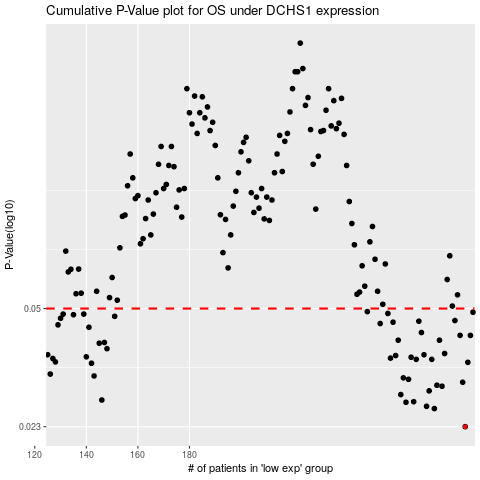 Cumulative P-Value plot for OS under DCHS1 expression
P-Value(log10)
0.05
0.023
120 140 160 180
# of patients in 'low exp' group